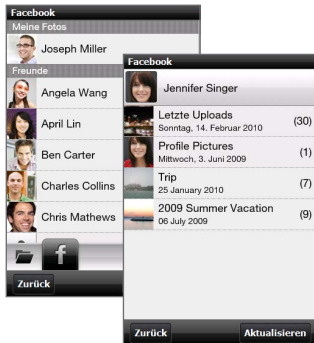 Facebook
Meine Fotos
Joseph Miller
Freunde
Angela Wang
April Lin
Ben Carter
Charles Collins
Chris Mathews
f
Zurück
Facebook
Jennifer Singer
Letzte Uploads
Sonntag, 14. Februar 2010
(30)
Profile Pictures
Mittwoch, 3. Juni 2009
(1)
Trip
25 January 2010
(7)
2009 Summer Vacation
06 July 2009
(9)
Zurück
Aktualisieren